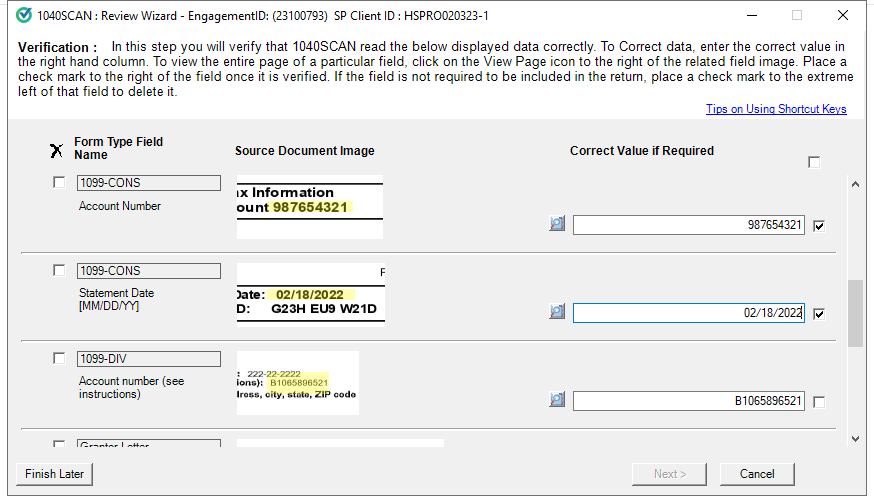 1040SCAN : Review Wizard - EngagementID: (23100793)  SP Client ID : HSPRO020323-1
Verification :   In this step you will verify that 1040SCAN read the below displayed data correctly. To Correct data, enter the correct value in
the right hand column. To view the entire page of a particular field, click on the View Page icon to the right of the related field image. Place a
check mark to the right of the field once it is verified. If the field is not required to be included in the return, place a check mark to the extreme
left of that field to delete it.
Tips on Using Shortcut Keys
X
Form Type Field
Name
Source Document Image
Correct Value if Required
1099-CONS
Account Number
ax Information
ount 987654321
987654321
1099-CONS
Statement Date
[MM/DD/YY]
F
Date: 02/18/2022
D: G23H EU9 W21D
02/18/2022
1099-DIV
Account number (see
instructions)
: 222-22-2222
ions): B1065896521
dress, city, state, ZIP code
B1065896521
Grantor Letter
Finish Later
Next >
Cancel